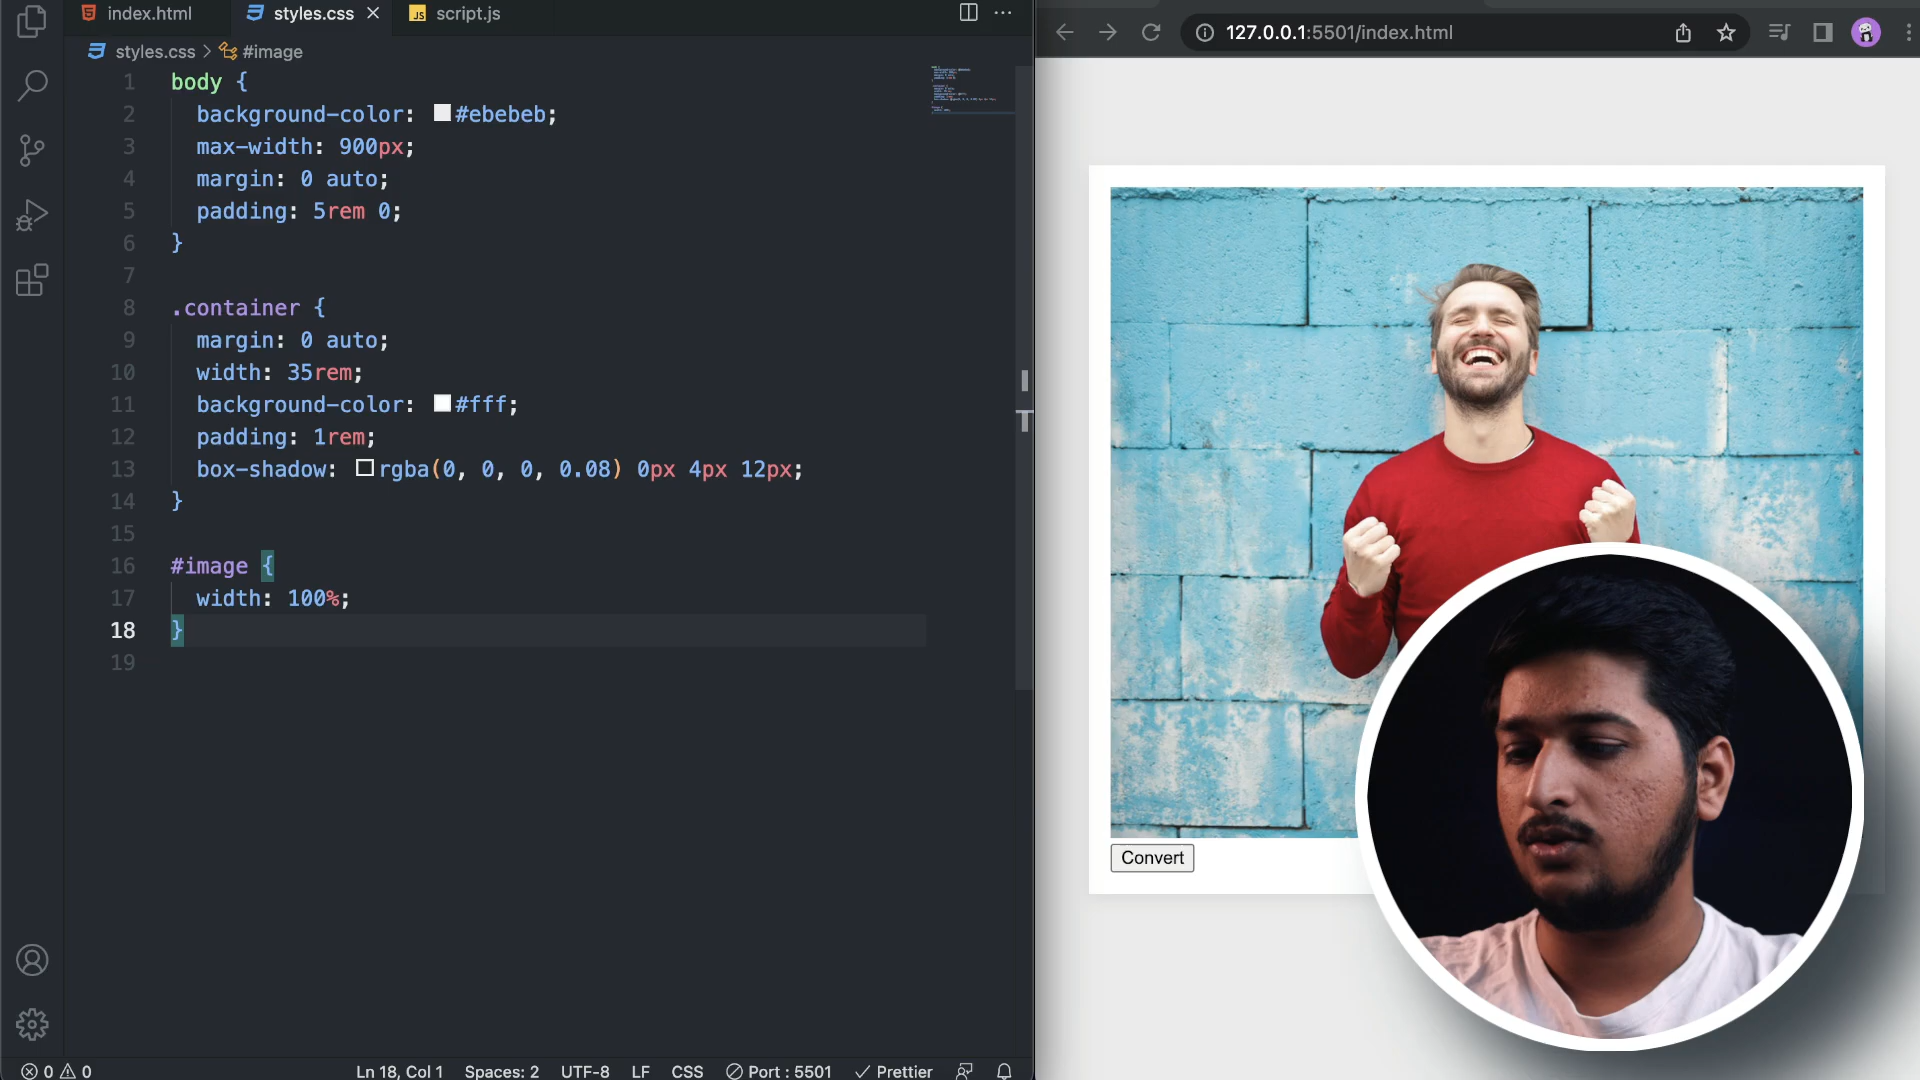 index.html
styles.css
script.js
styles.css > #image
1 body {
2 background-color: #ebebeb;
3 max-width: 900px;
4 margin: 0 auto;
5 padding: 5rem 0;
6 }
7
8 .container {
9 margin: 0 auto;
10 width: 35rem;
11 background-color: #fff;
12 padding: 1rem;
13 box-shadow: rgba(0, 0, 0, 0.08) 0px 4px 12px;
14 }
15
16 #image {
17 width: 100%;
18 }
19
0 0
Ln 18, Col 1 Spaces: 2 UTF-8 LF CSS Port : 5501 Prettier
127.0.0.1:5501/index.html
Convert